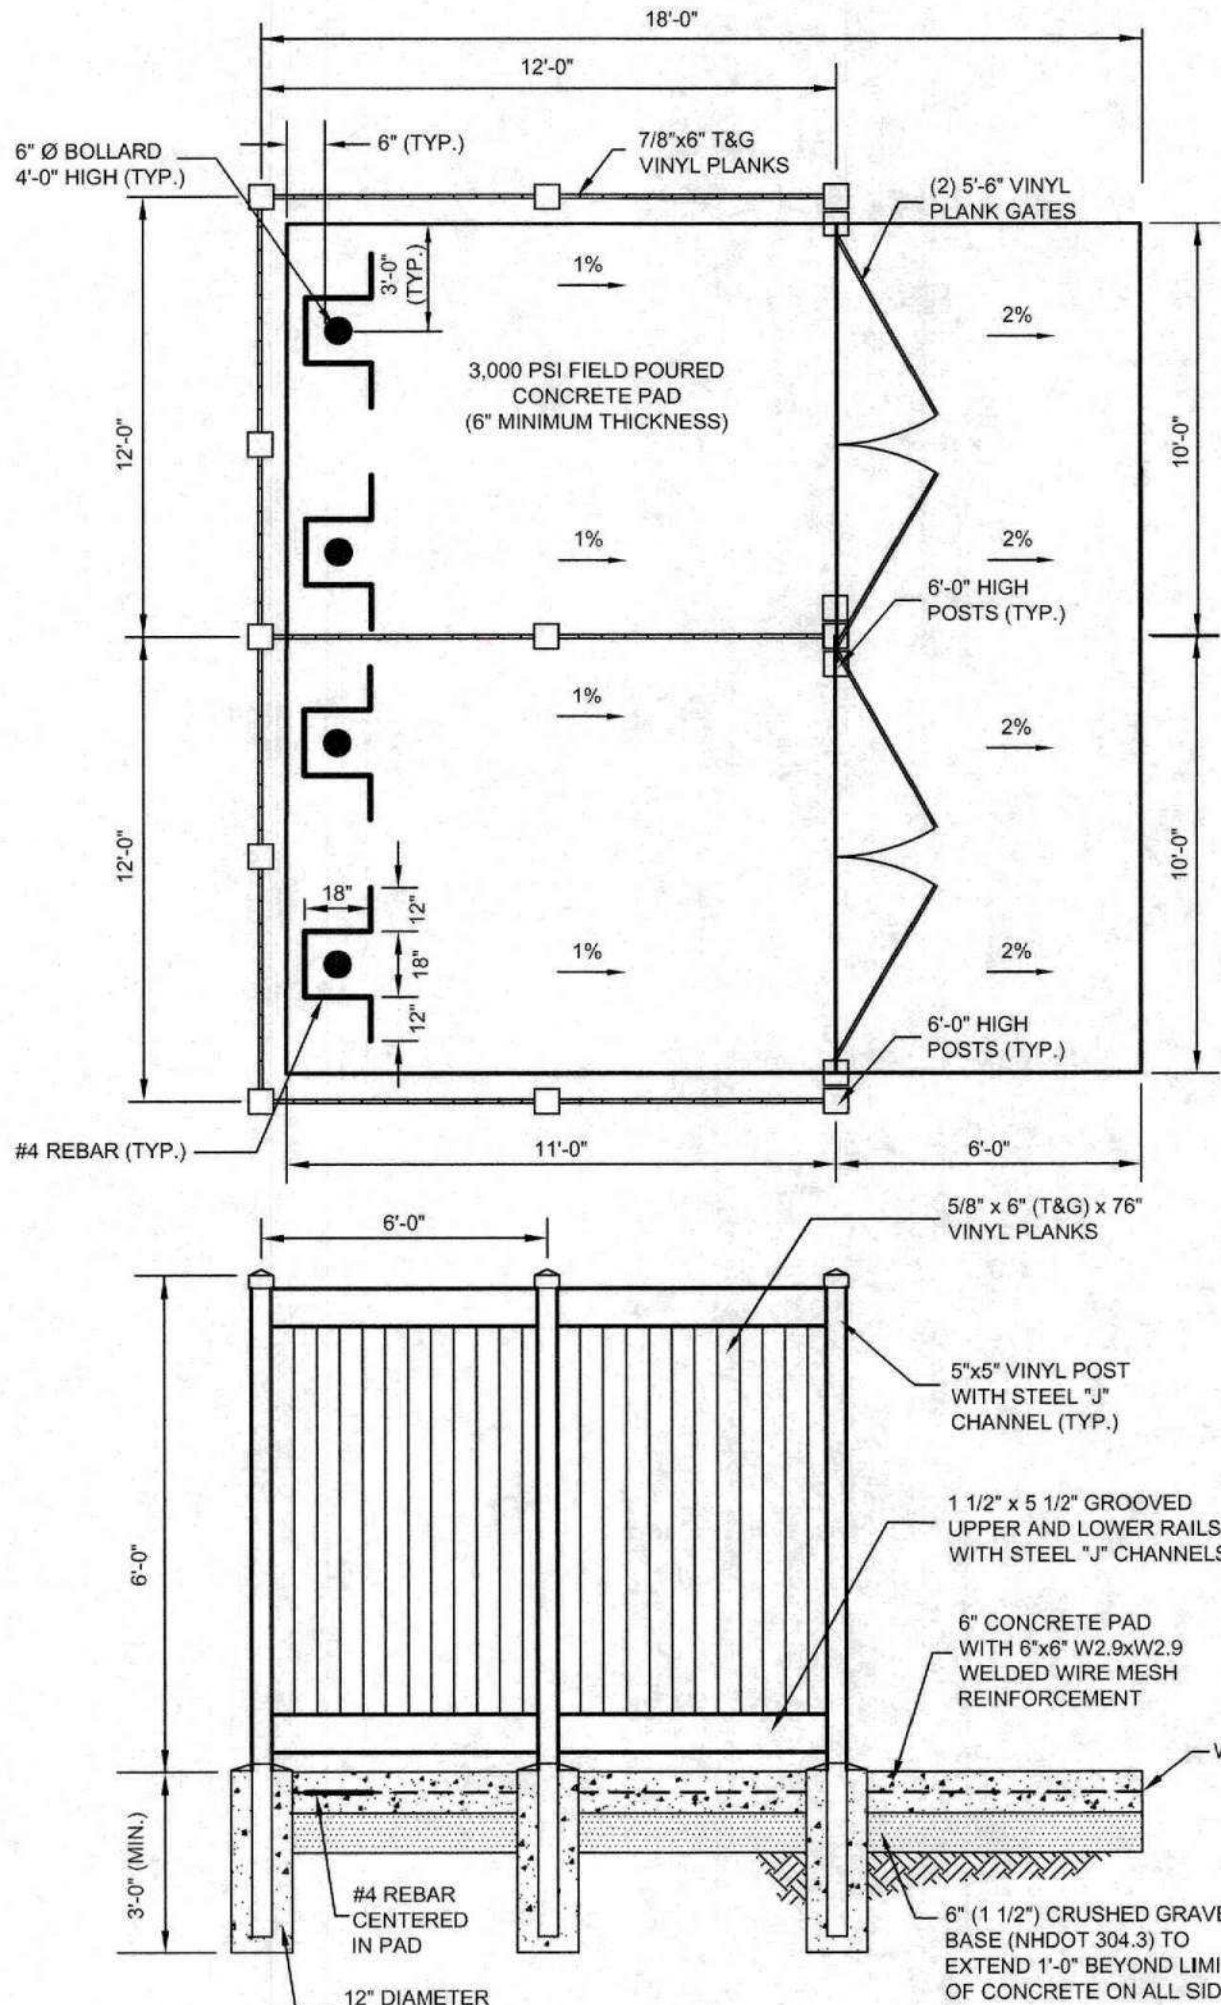 18'-0"
12'-0"
6" Ø BOLLARD
4'-0" HIGH (TYP.)
6" (TYP.)
7/8"x6" T&G
VINYL PLANKS
(2) 5'-6" VINYL
PLANK GATES
3'-0"
(TYP.)
1%
2%
3,000 PSI FIELD POURED
CONCRETE PAD
(6" MINIMUM THICKNESS)
12'-0"
10'-0"
1%
2%
6'-0" HIGH
POSTS (TYP.)
1%
2%
12'-0"
10'-0"
18"
12"
18"
12"
1%
2%
6'-0" HIGH
POSTS (TYP.)
#4 REBAR (TYP.)
11'-0"
6'-0"
6'-0"
5/8" x 6" (T&G) x 76"
VINYL PLANKS
5"x5" VINYL POST
WITH STEEL "J"
CHANNEL (TYP.)
6'-0"
1 1/2" x 5 1/2" GROOVED
UPPER AND LOWER RAILS
WITH STEEL "J" CHANNELS
6" CONCRETE PAD
WITH 6"x6" W2.9xW2.9
WELDED WIRE MESH
REINFORCEMENT
3'-0" (MIN.)
#4 REBAR
CENTERED
IN PAD
6" (1 1/2") CRUSHED GRAVE
BASE (NHDOT 304.3) TO
EXTEND 1'-0" BEYOND LIMI
OF CONCRETE ON ALL SID
12" DIAMETER